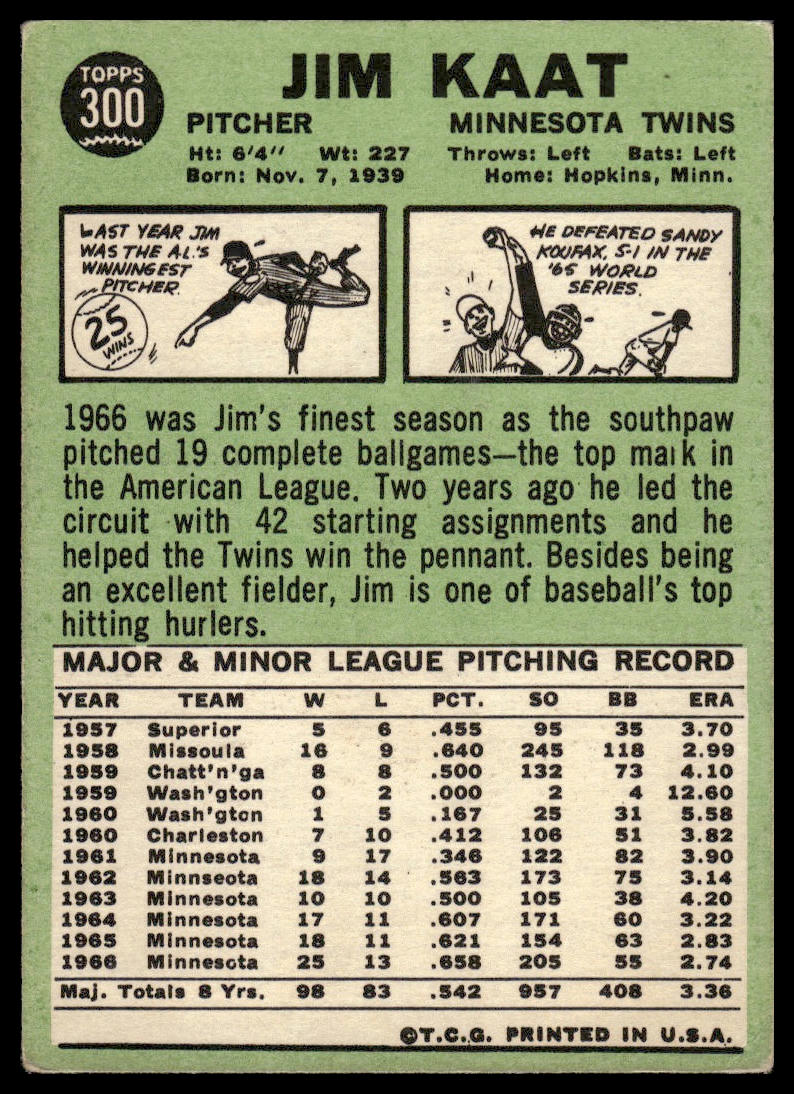 TOPPS
300
JIM KAAT
PITCHER MINNESOTA TWINS
Ht: 6'4" Wt: 227 Throws: Left Bats: Left
Born: Nov. 7, 1939 Home: Hopkins, Minn.
LAST YEAR JIM
WAS THE A.L.'S
WINNINGEST
PITCHER.
25
WINS
HE DEFEATED SANDY
KOUFAX, 5-1 IN THE
'65 WORLD
SERIES.
1966 was Jim's finest season as the southpaw
pitched 19 complete ballgames—the top mark in
the American League. Two years ago he led the
circuit with 42 starting assignments and he
helped the Twins win the pennant. Besides being
an excellent fielder, Jim is one of baseball's top
hitting hurlers.
MAJOR & MINOR LEAGUE PITCHING RECORD
YEAR TEAM W L PCT. SO BB ERA
1957 Superior 5 6 .455 95 35 3.70
1958 Missoula 16 9 .640 245 118 2.99
1959 Chatt'n'ga 8 8 .500 132 73 4.10
1959 Wash'gton 0 2 .000 2 4 12.60
1960 Wash'gton 1 5 .167 25 31 5.58
1960 Charleston 7 10 .412 106 51 3.82
1961 Minnesota 9 17 .346 122 82 3.90
1962 Minnseota 18 14 .563 173 75 3.14
1963 Minnesota 10 10 .500 105 38 4.20
1964 Minnesota 17 11 .607 171 60 3.22
1965 Minnesota 18 11 .621 154 63 2.83
1966 Minnesota 25 13 .658 205 55 2.74
Maj. Totals 8 Yrs. 98 83 .542 957 408 3.36
©T.C.G. PRINTED IN U.S.A.